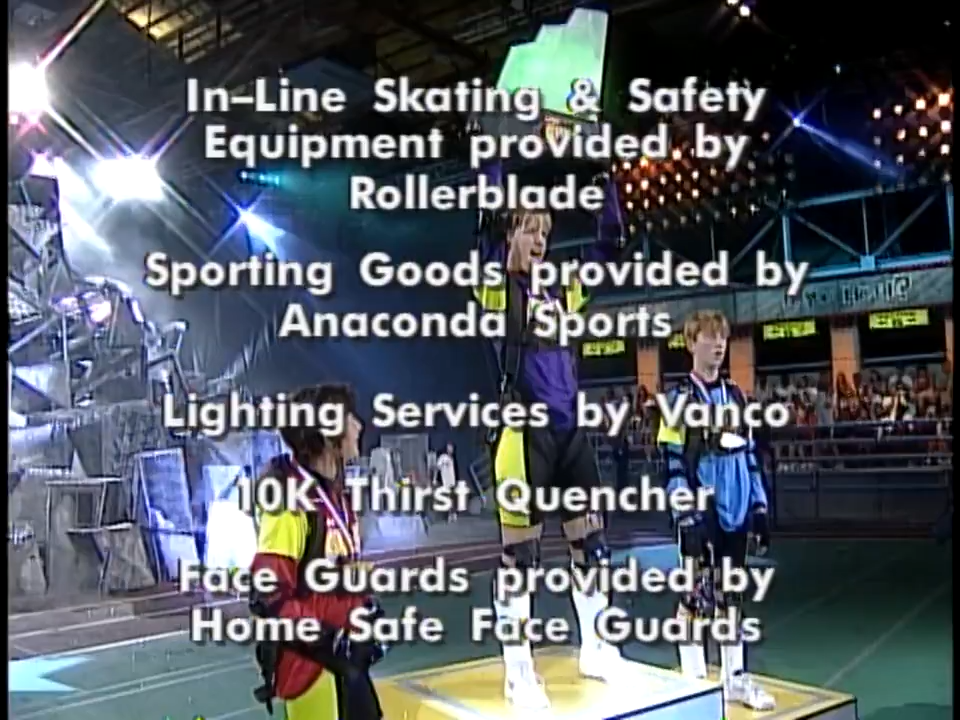 In–Line Skating & Safety
Equipment provided by
Rollerblade
Sporting Goods provided by
Anaconda Sports
Lighting Services by Vanco
10K Thirst Quencher
Face Guards provided by
Home Safe Face Guards